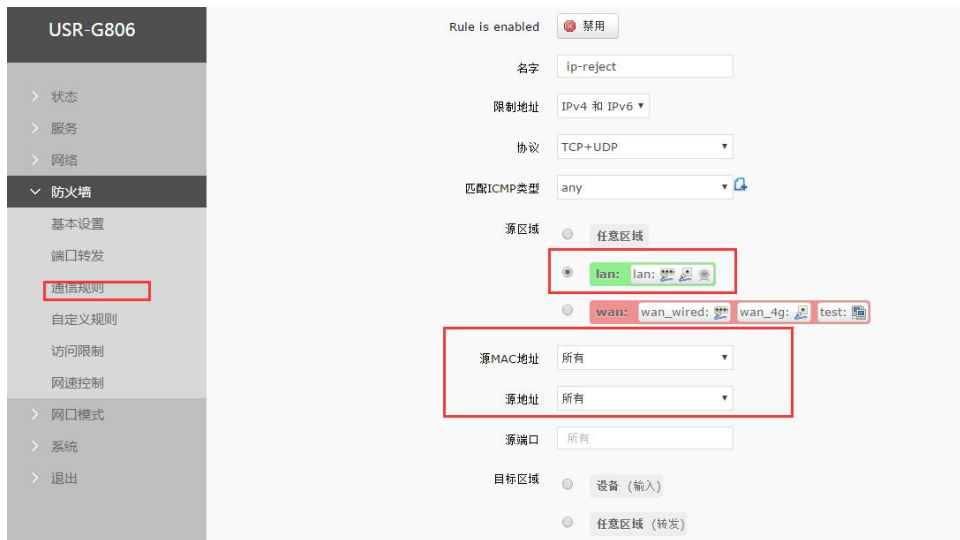 USR-G806
状态
服务
网络
防火墙
基本设置
端口转发
通信规则
自定义规则
访问限制
网速控制
网口模式
系统
退出
Rule is enabled 禁用
名字 ip-reject
限制地址 IPv4 和 IPv6
协议 TCP+UDP
匹配ICMP类型 any
源区域 任意区域
lan: lan:
wan: wan_wired: wan_4g: test:
源MAC地址 所有
源地址 所有
源端口 所有
目标区域 设备 (输入)
任意区域 (转发)